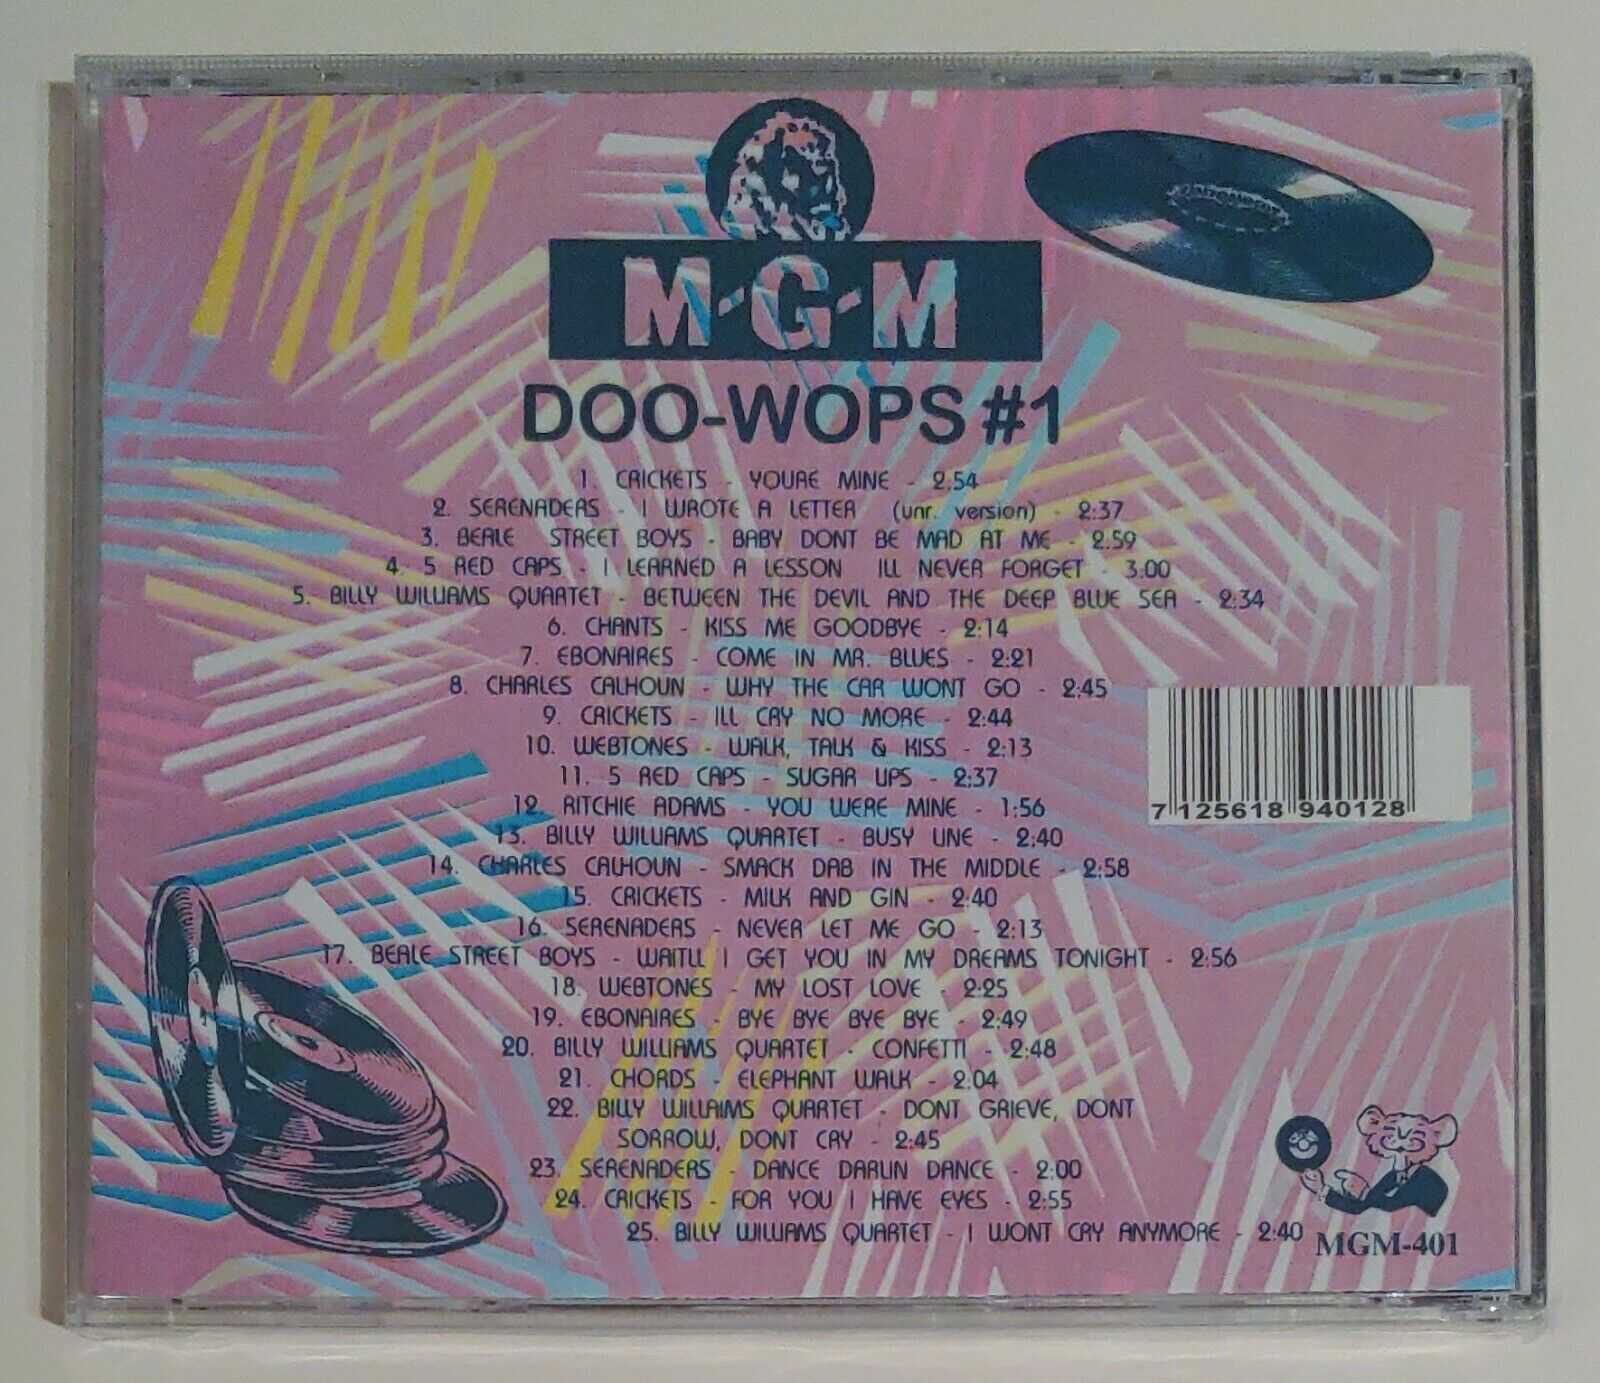 M-G-M
DOO-WOPS #1
1. CRICKETS - YOURE MINE - 2:54
2. SERENADERS - I WROTE A LETTER (unr. version) - 2:37
3. BEALE STREET BOYS - BABY DONT BE MAD AT ME - 2.59
4. 5 RED CAPS - I LEARNED A LESSON ILL NEVER FORGET - 3.00
5. BILLY WILLIAMS QUARTET - BETWEEN THE DEVIL AND THE DEEP BLUE SEA - 2:34
6. CHANTS - KISS ME GOODBYE - 2:14
7. EBONAIRES - COME IN MR. BLUES - 2:21
8. CHARLES CALHOUN - WHY THE CAR WONT GO - 2:45
9. CRICKETS - ILL CRY NO MORE - 2:44
10. WEBTONES - WALK, TALK & KISS - 2:13
11. 5 RED CAPS - SUGAR UPS - 2:37
12. RITCHIE ADAMS - YOU WERE MINE - 1:56
13. BILLY WILLIAMS QUARTET - BUSY LINE - 2:40
14. CHARLES CALHOUN - SMACK DAB IN THE MIDDLE - 2:58
15. CRICKETS - MILK AND GIN - 2:40
16. SERENADERS - NEVER LET ME GO - 2:13
17. BEALE STREET BOYS - WAITLL I GET YOU IN MY DREAMS TONIGHT - 2:56
18. WEBTONES - MY LOST LOVE - 2:25
19. EBONAIRES - BYE BYE BYE BYE - 2:49
20. BILLY WILLIAMS QUARTET - CONFETTI - 2:48
21. CHORDS - ELEPHANT WALK - 2:04
22. BILLY WILLAIMS QUARTET - DONT GRIEVE, DONT
SORROW, DONT CRY - 2:45
23. SERENADERS - DANCE DARLIN DANCE - 2:00
24. CRICKETS - FOR YOU I HAVE EYES - 2:55
25. BILLY WILLIAMS QUARTET - I WONT CRY ANYMORE - 2:40
7 125618 940128
MGM-401